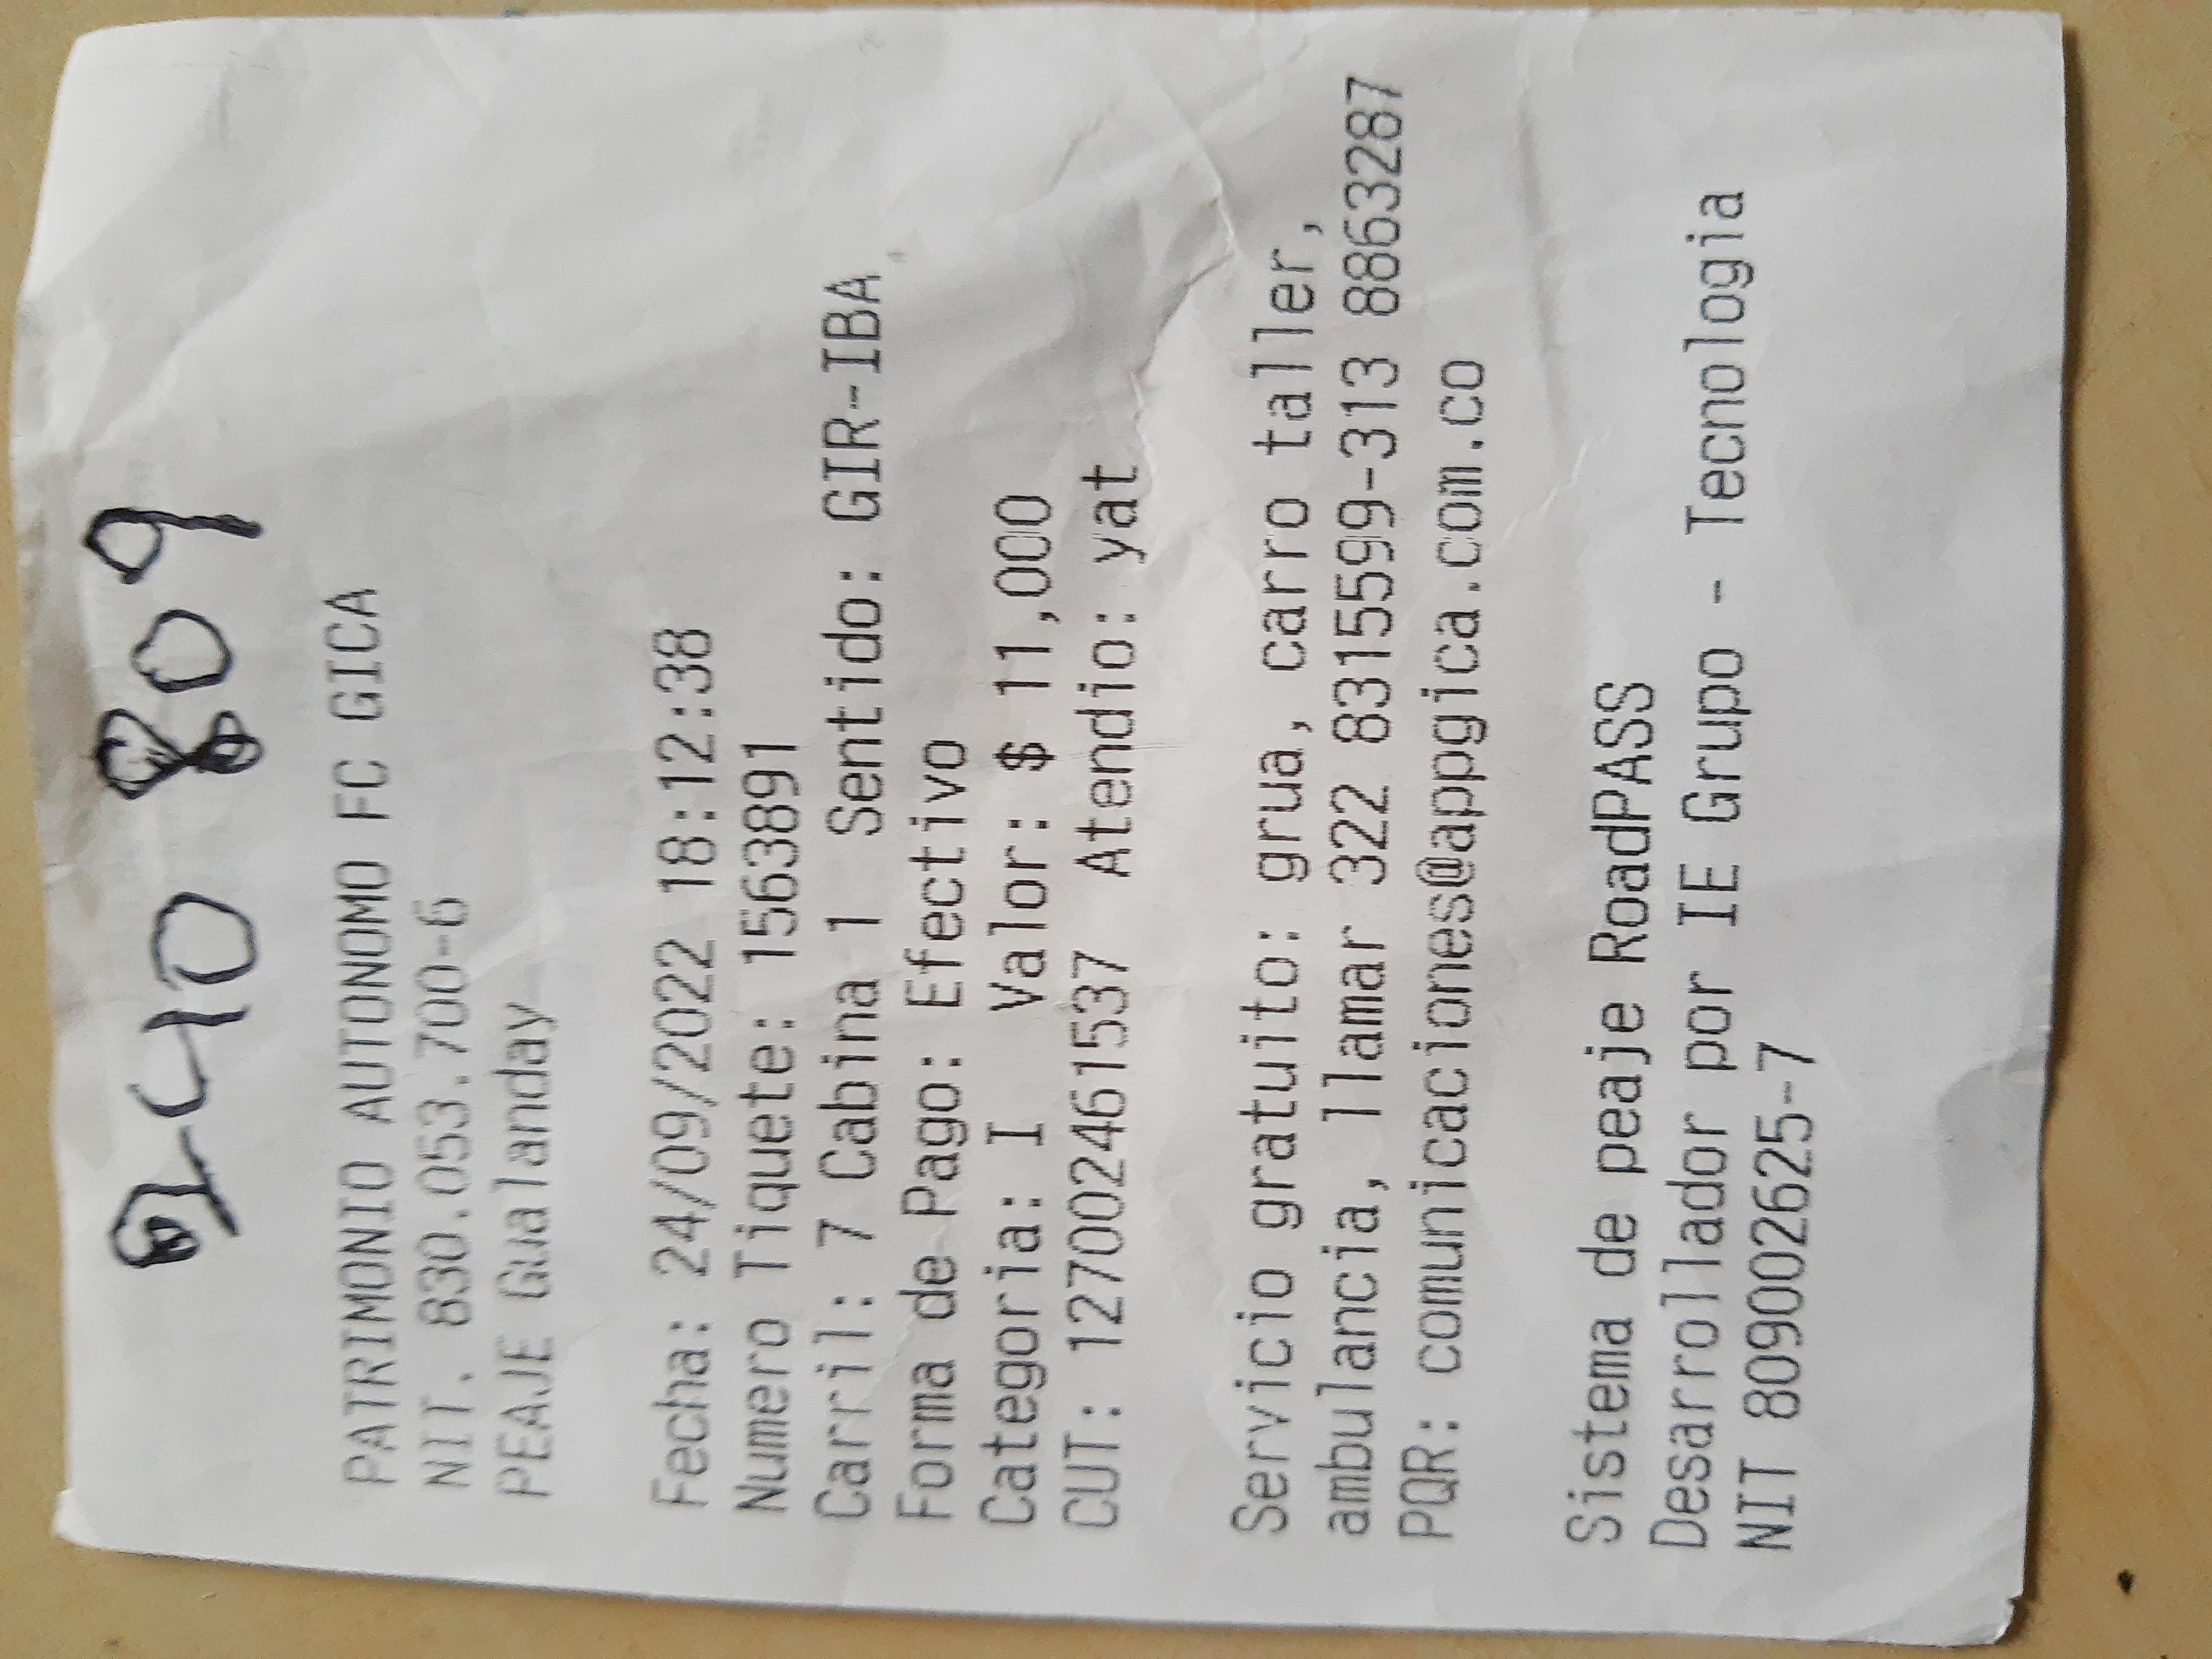 240 809
PATRIMONIO AUTONOMO FC GICA
NIT. 830.053.700-6
PEAJE Gualanday
Fecha: 24/09/2022 18:12:38
Numero Tiquete: 1563891
Carril: 7 Cabina 1 Sentido: GIR-IBA
Forma de Pago: Efectivo
Categoria: I Valor: $ 11,000
CUT: 127002461537 Atendio: yat
Servicio gratuito: grua, carro taller,
ambulancia, llamar 322 8315599-313 8863287
PQR: comunicaciones@appgica.com.co
Sistema de peaje RoadPASS
Desarrollador por IE Grupo - Tecnologia
NIT 809002625-7